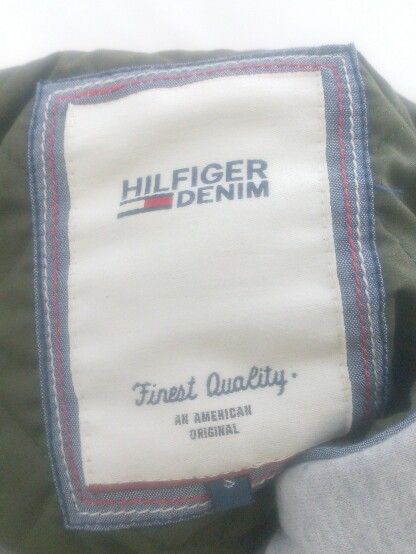 HILFIGER
DENIM
Finest Quality.
AN AMERICAN
ORIGINAL
S